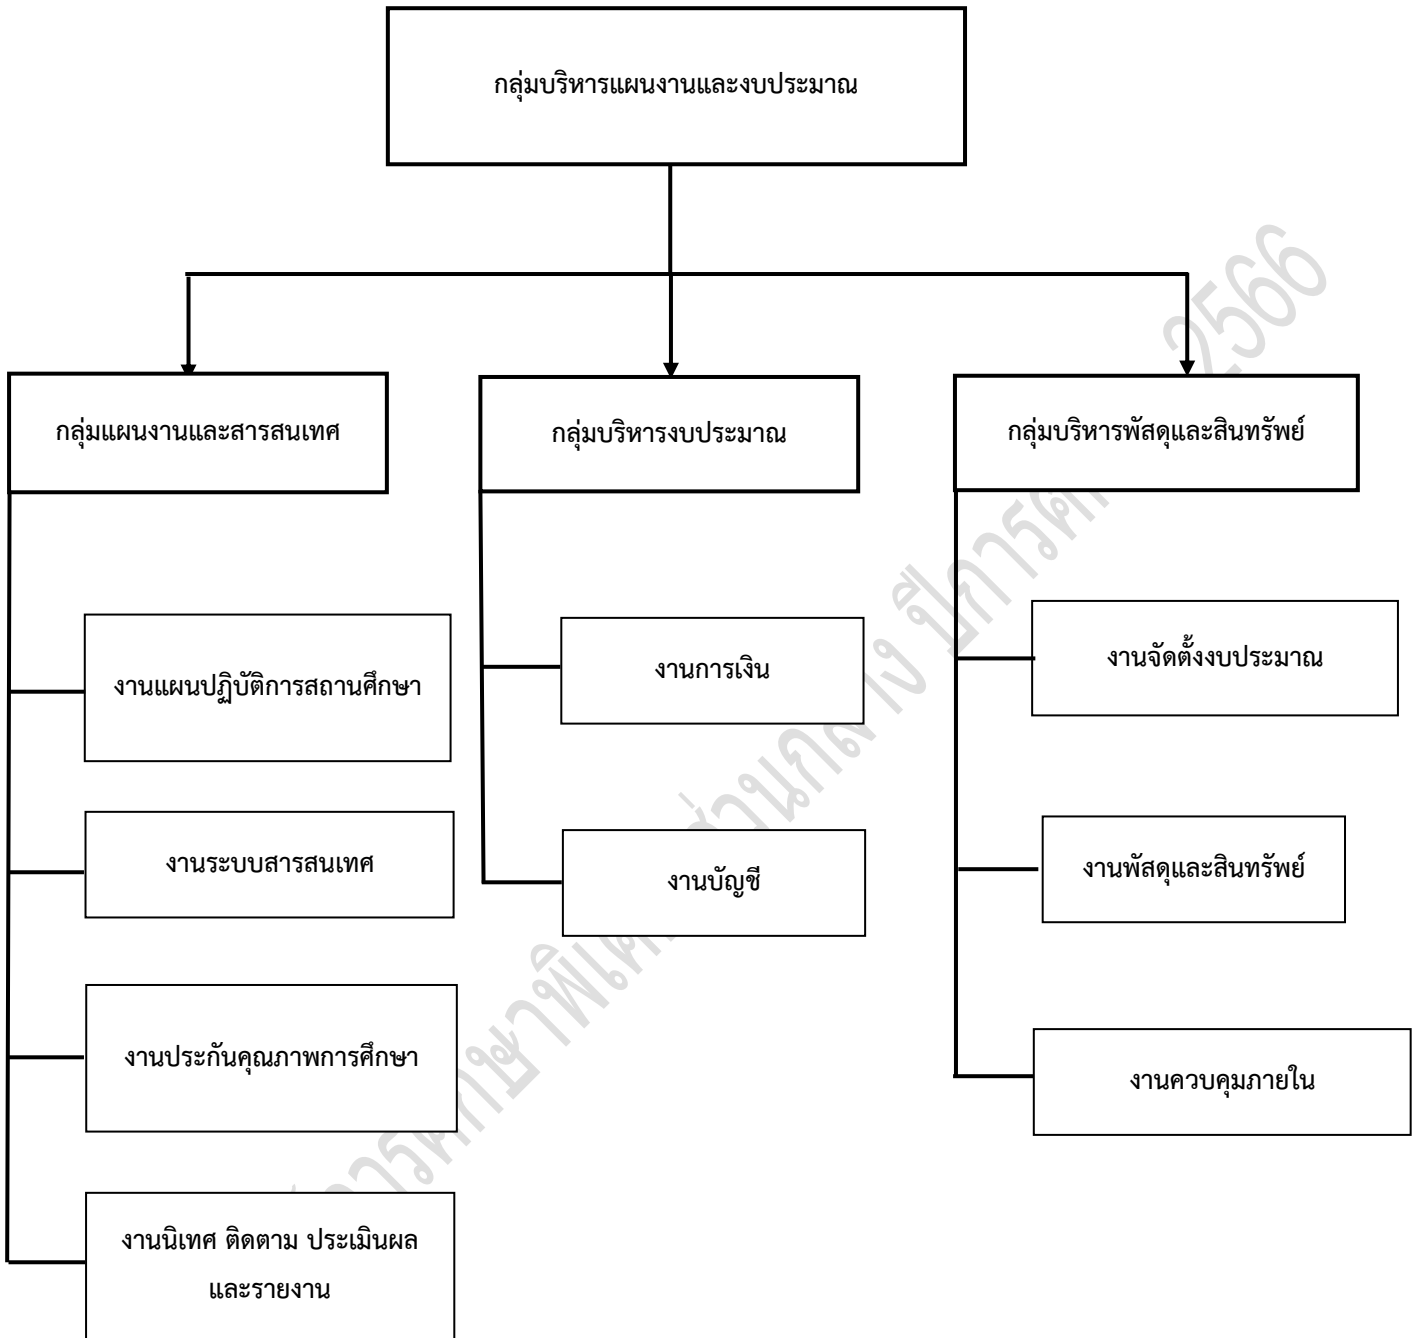 กลุ่มบริหารแผนงานและงบประมาณ
กลุ่มแผนงานและสารสนเทศ
กลุ่มบริหารงบประมาณ
กลุ่มบริหารพัสดุและสินทรัพย์
งานแผนปฏิบัติการสถานศึกษา
งานการเงิน
งานจัดตั้งงบประมาณ
งานระบบสารสนเทศ
งานบัญชี
งานพัสดุและสินทรัพย์
งานประกันคุณภาพการศึกษา
งานควบคุมภายใน
งานนิเทศ ติดตาม ประเมินผล
และรายงาน
2566